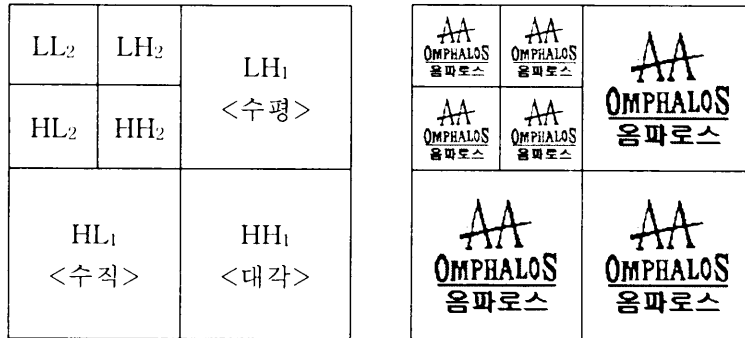 LL₂ LH₂
LH₁
<수평>
HL₂ HH₂
HL₁
<수직>
HH₁
<대각>
AA
OMPHALOS
옴파로스
AA
OMPHALOS
옴파로스
AA
OMPHALOS
옴파로스
AA
OMPHALOS
옴파로스
AA
OMPHALOS
옴파로스
AA
OMPHALOS
옴파로스
AA
OMPHALOS
옴파로스